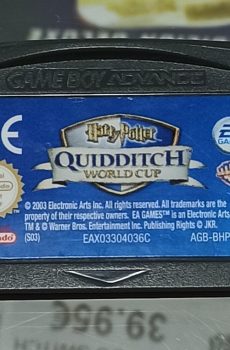 GAME BOY ADVANCE
Harry Potter
QUIDDITCH
WORLD CUP
EA
GAMES
© 2003 Electronic Arts Inc. All rights reserved. All trademarks are the
property of their respective owners. EA GAMES™ is an Electronic Arts
™ & © Warner Bros. Entertainment Inc. Publishing Rights © JKR.
(S03) EAX03304036C AGB-BHP
39.95€